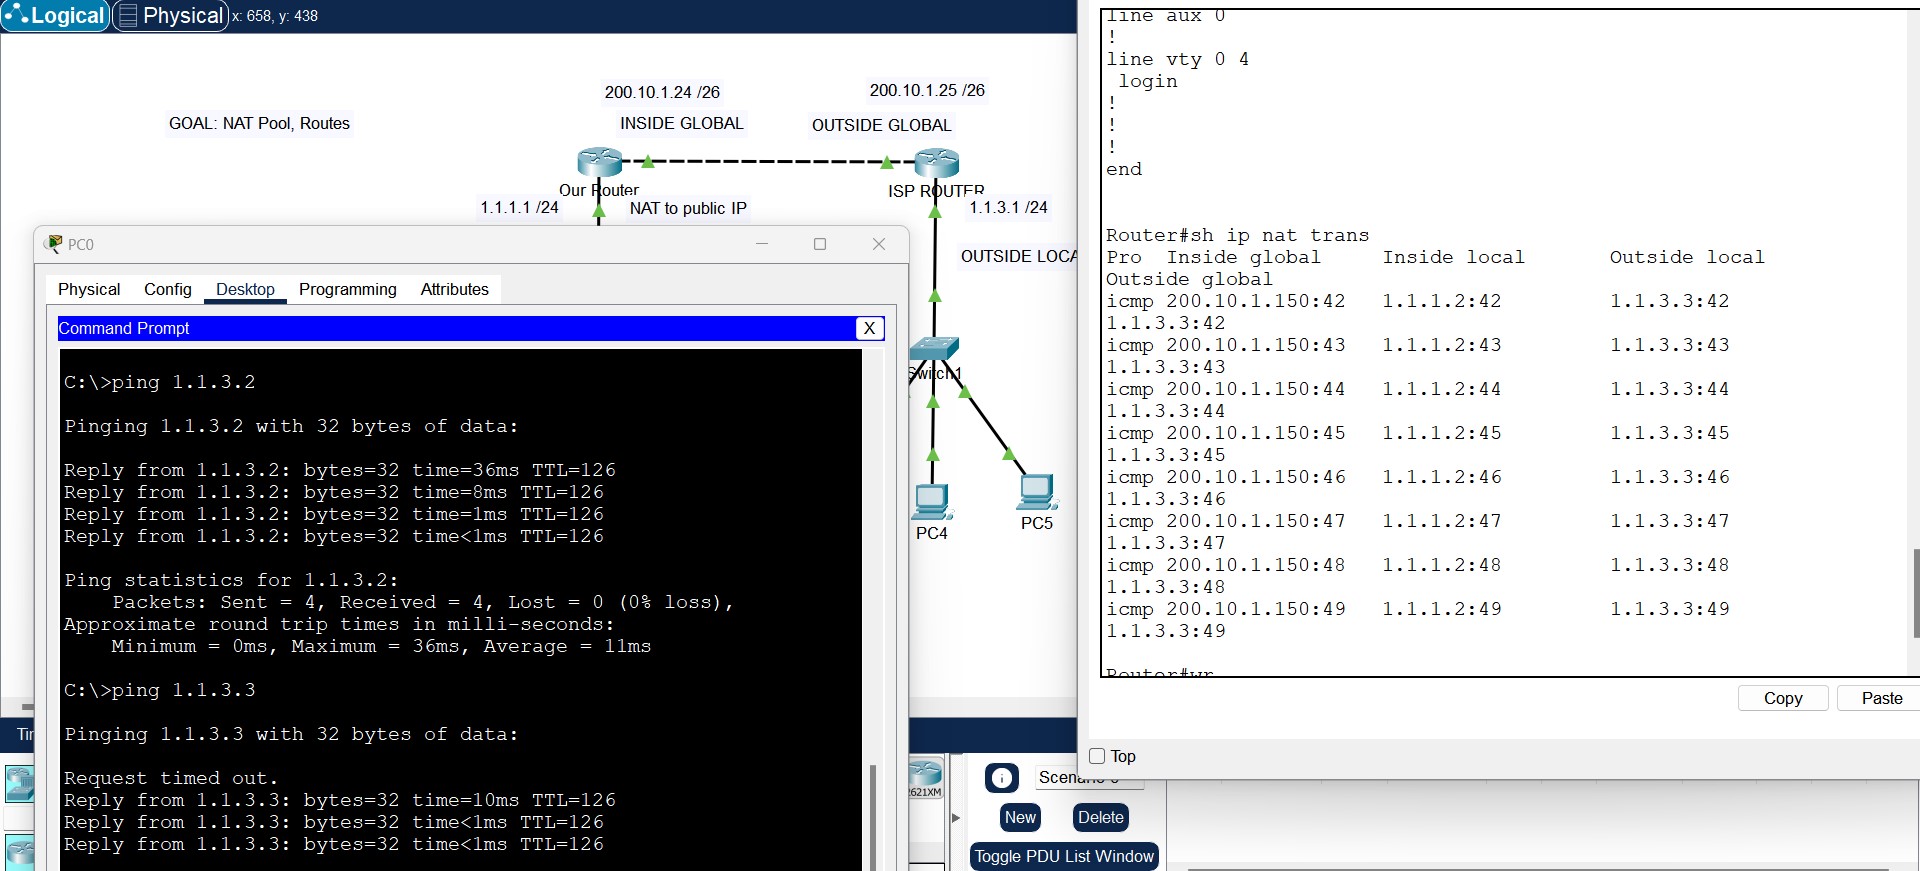 Logical
Physical
x: 658, y: 438
200.10.1.24 /26
200.10.1.25 /26
GOAL: NAT Pool, Routes
INSIDE GLOBAL
OUTSIDE GLOBAL
Our Router
ISP ROUTER
1.1.1.1 /24
NAT to public IP
1.1.3.1 /24
OUTSIDE LOCA
Switch1
PC4
PC5
PC0
Physical
Config
Desktop
Programming
Attributes
Command Prompt
X
C:\>ping 1.1.3.2
Pinging 1.1.3.2 with 32 bytes of data:
Reply from 1.1.3.2: bytes=32 time=36ms TTL=126
Reply from 1.1.3.2: bytes=32 time=8ms TTL=126
Reply from 1.1.3.2: bytes=32 time=1ms TTL=126
Reply from 1.1.3.2: bytes=32 time<1ms TTL=126
Ping statistics for 1.1.3.2:
Packets: Sent = 4, Received = 4, Lost = 0 (0% loss),
Approximate round trip times in milli-seconds:
Minimum = 0ms, Maximum = 36ms, Average = 11ms
C:\>ping 1.1.3.3
Pinging 1.1.3.3 with 32 bytes of data:
Request timed out.
Reply from 1.1.3.3: bytes=32 time=10ms TTL=126
Reply from 1.1.3.3: bytes=32 time<1ms TTL=126
Reply from 1.1.3.3: bytes=32 time<1ms TTL=126
line aux 0
!
line vty 0 4
login
!
!
!
end
Router#sh ip nat trans
Pro Inside global Inside local Outside local
Outside global
icmp 200.10.1.150:42 1.1.1.2:42 1.1.3.3:42
1.1.3.3:42
icmp 200.10.1.150:43 1.1.1.2:43 1.1.3.3:43
1.1.3.3:43
icmp 200.10.1.150:44 1.1.1.2:44 1.1.3.3:44
1.1.3.3:44
icmp 200.10.1.150:45 1.1.1.2:45 1.1.3.3:45
1.1.3.3:45
icmp 200.10.1.150:46 1.1.1.2:46 1.1.3.3:46
1.1.3.3:46
icmp 200.10.1.150:47 1.1.1.2:47 1.1.3.3:47
1.1.3.3:47
icmp 200.10.1.150:48 1.1.1.2:48 1.1.3.3:48
1.1.3.3:48
icmp 200.10.1.150:49 1.1.1.2:49 1.1.3.3:49
1.1.3.3:49
Router#wr
Copy
Paste
Top
2621XM
New
Delete
Toggle PDU List Window